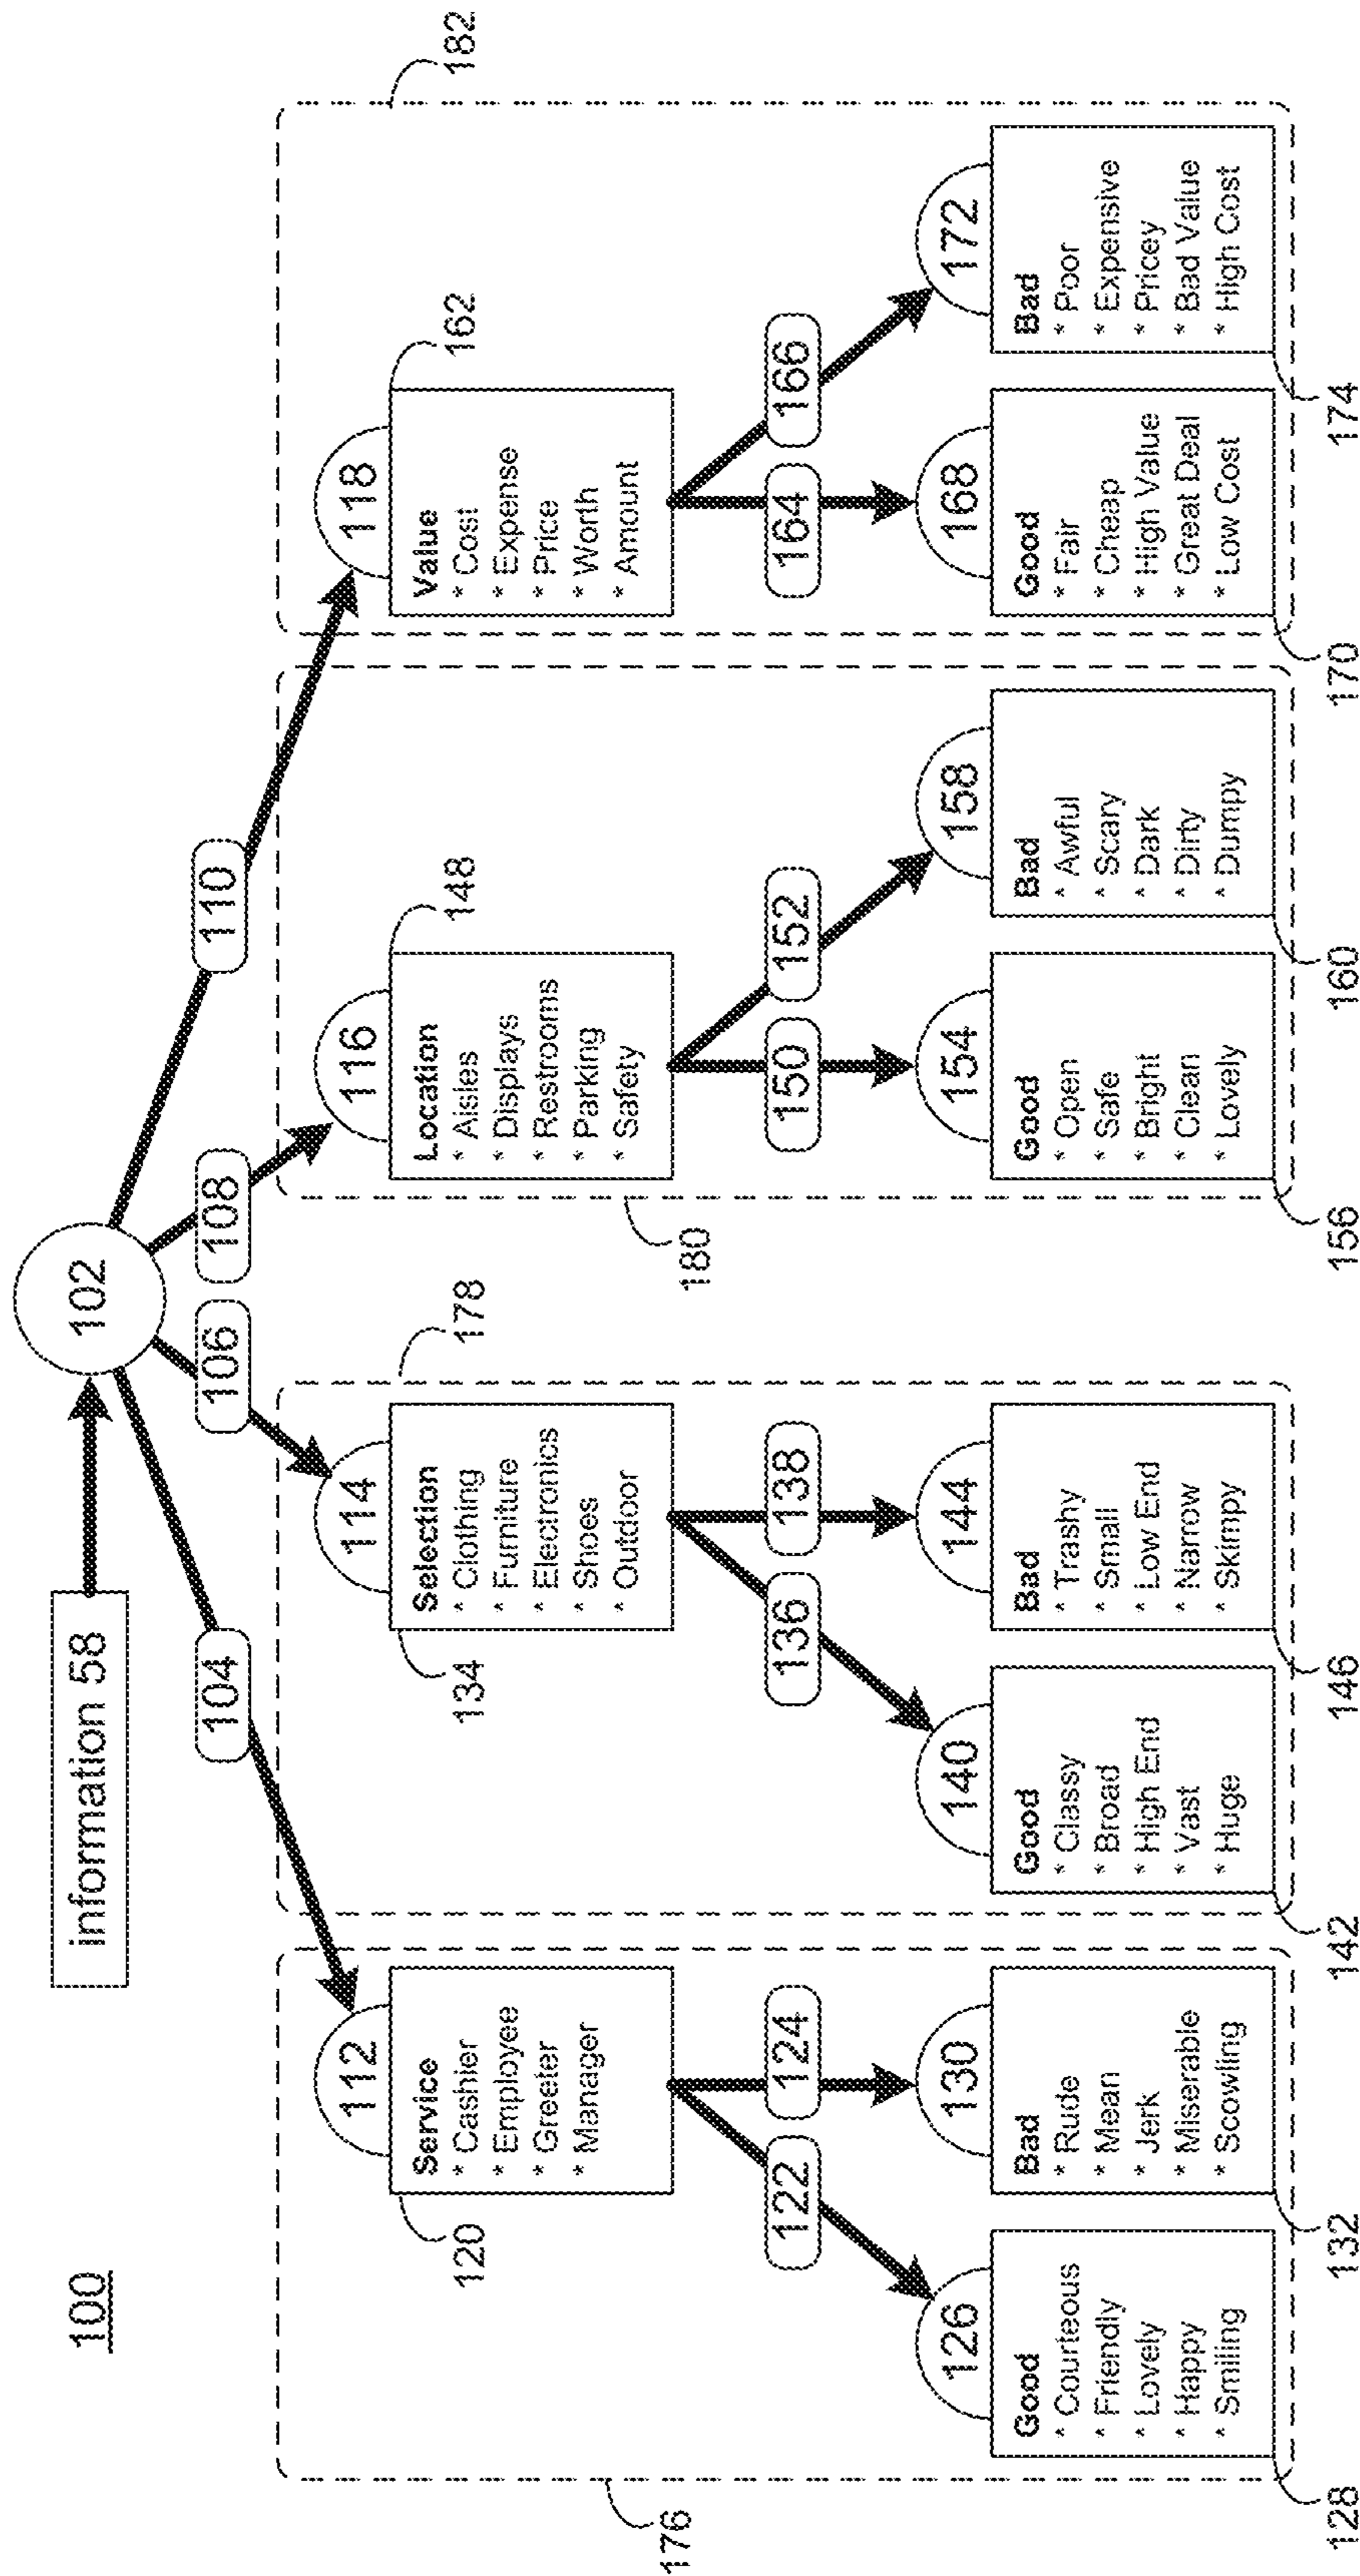 100
information 58
102
104
106
108
110
176
178
180
182
112
Service
* Cashier
* Employee
* Greeter
* Manager
120
122
124
126
Good
* Courteous
* Friendly
* Lovely
* Happy
* Smiling
128
130
Bad
* Rude
* Mean
* Jerk
* Miserable
* Scowling
132
114
Selection
* Clothing
* Furniture
* Electronics
* Shoes
* Outdoor
134
136
138
140
Good
* Classy
* Broad
* High End
* Vast
* Huge
142
144
Bad
* Trashy
* Small
* Low End
* Narrow
* Skimpy
146
116
Location
* Aisles
* Displays
* Restrooms
* Parking
* Safety
148
150
152
154
Good
* Open
* Safe
* Bright
* Clean
* Lovely
156
158
Bad
* Awful
* Scary
* Dark
* Dirty
* Dumpy
160
118
Value
* Cost
* Expense
* Price
* Worth
* Amount
162
164
166
168
Good
* Fair
* Cheap
* High Value
* Great Deal
* Low Cost
170
172
Bad
* Poor
* Expensive
* Pricey
* Bad Value
* High Cost
174